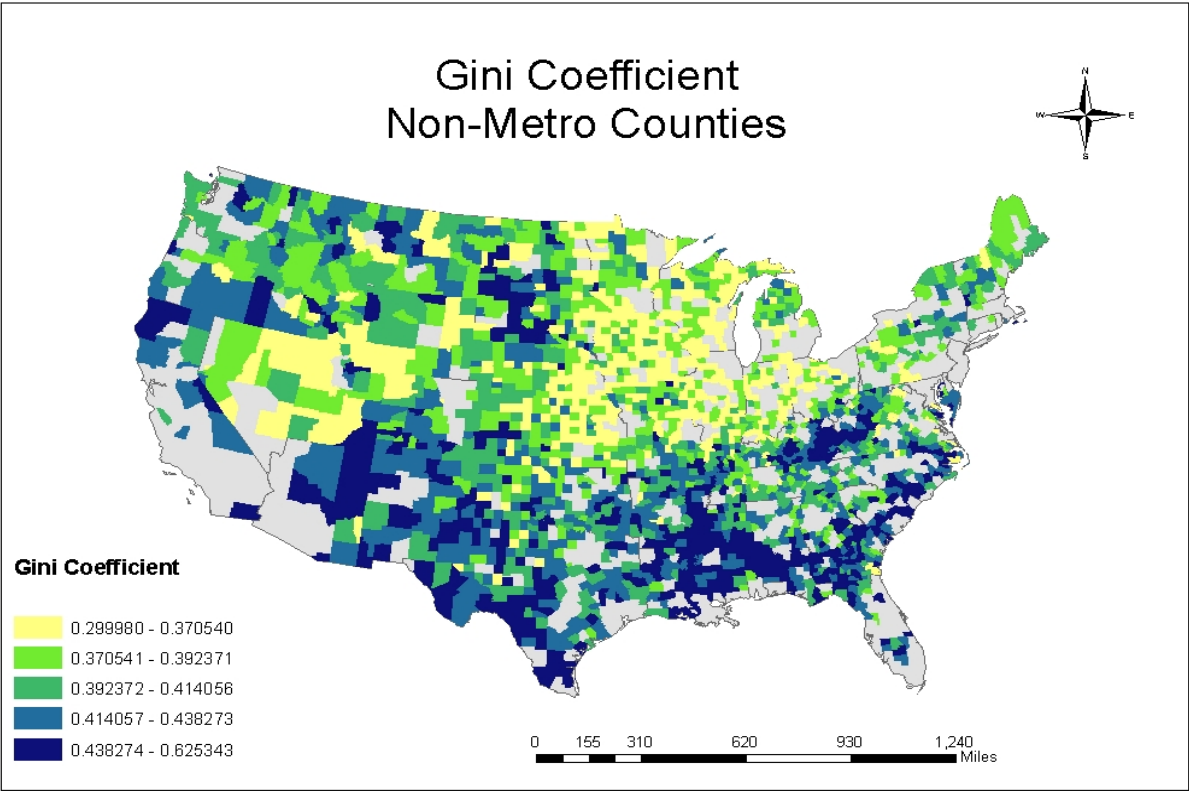 Gini Coefficient
Non-Metro Counties
N
W E
S
Gini Coefficient
0.299980 - 0.370540
0.370541 - 0.392371
0.392372 - 0.414056
0.414057 - 0.438273
0.438274 - 0.625343
0 155 310 620 930 1,240
Miles